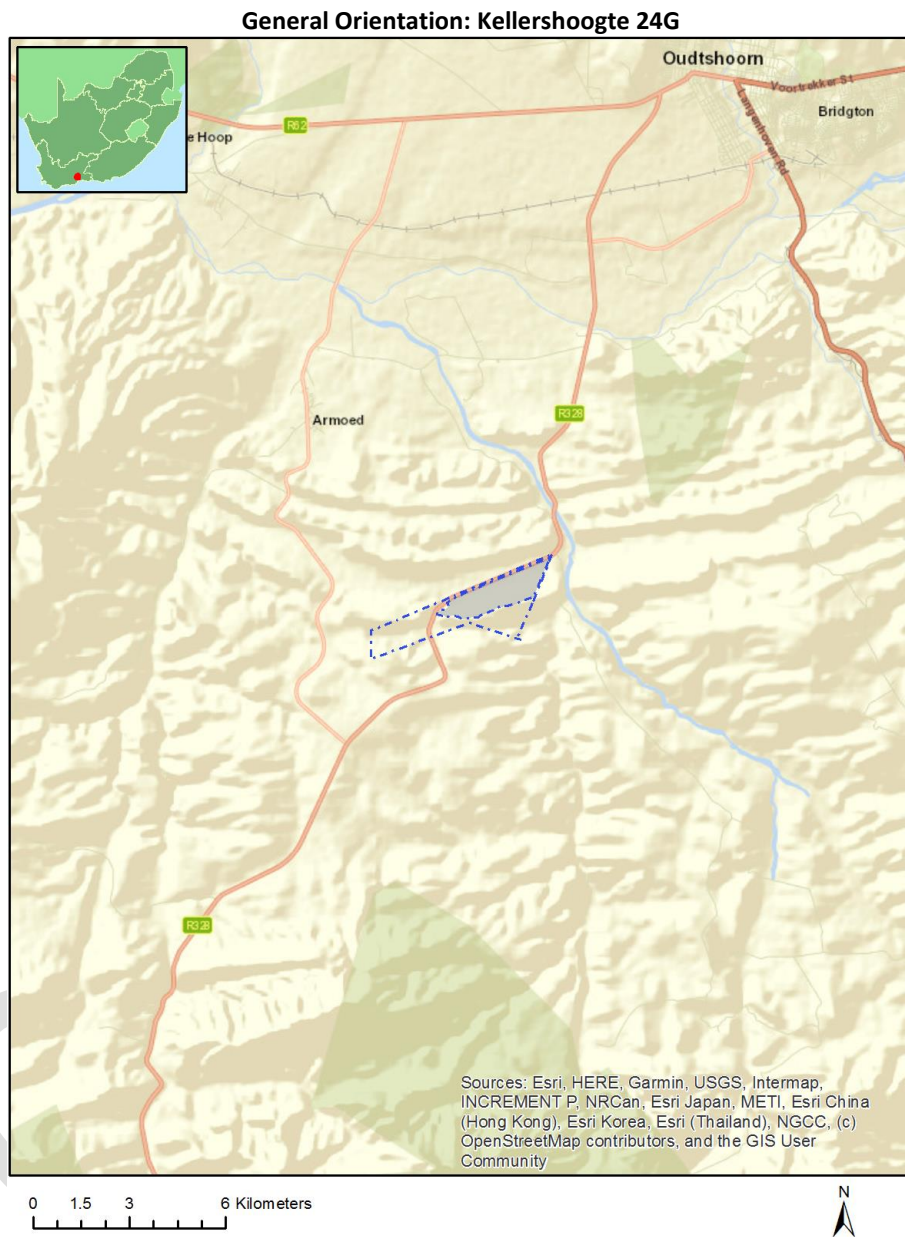 General Orientation: Kellershoogte 24G
Oudtshoorn
Voortrekker St
Langenhoven Rd
Bridgton
R62
e Hoop
R328
Armoed
R328
Sources: Esri, HERE, Garmin, USGS, Intermap,
INCREMENT P, NRCan, Esri Japan, METI, Esri China
(Hong Kong), Esri Korea, Esri (Thailand), NGCC, (c)
OpenStreetMap contributors, and the GIS User
Community
0 1.5 3 6 Kilometers
N